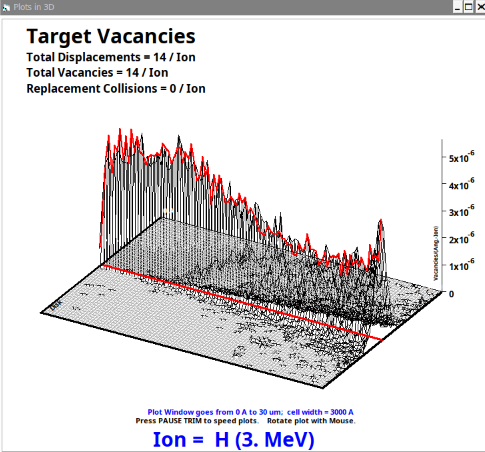 Plots in 3D
Target Vacancies
Total Displacements = 14 / Ion
Total Vacancies = 14 / Ion
Replacement Collisions = 0 / Ion
5x10⁻⁶
4x10⁻⁶
3x10⁻⁶
2x10⁻⁶
1x10⁻⁶
0
Vacancies/(Ang.-Ion)
Plot Window goes from 0 A to 30 um; cell width = 3000 A
Press PAUSE TRIM to speed plots. Rotate plot with Mouse.
Ion = H (3. MeV)